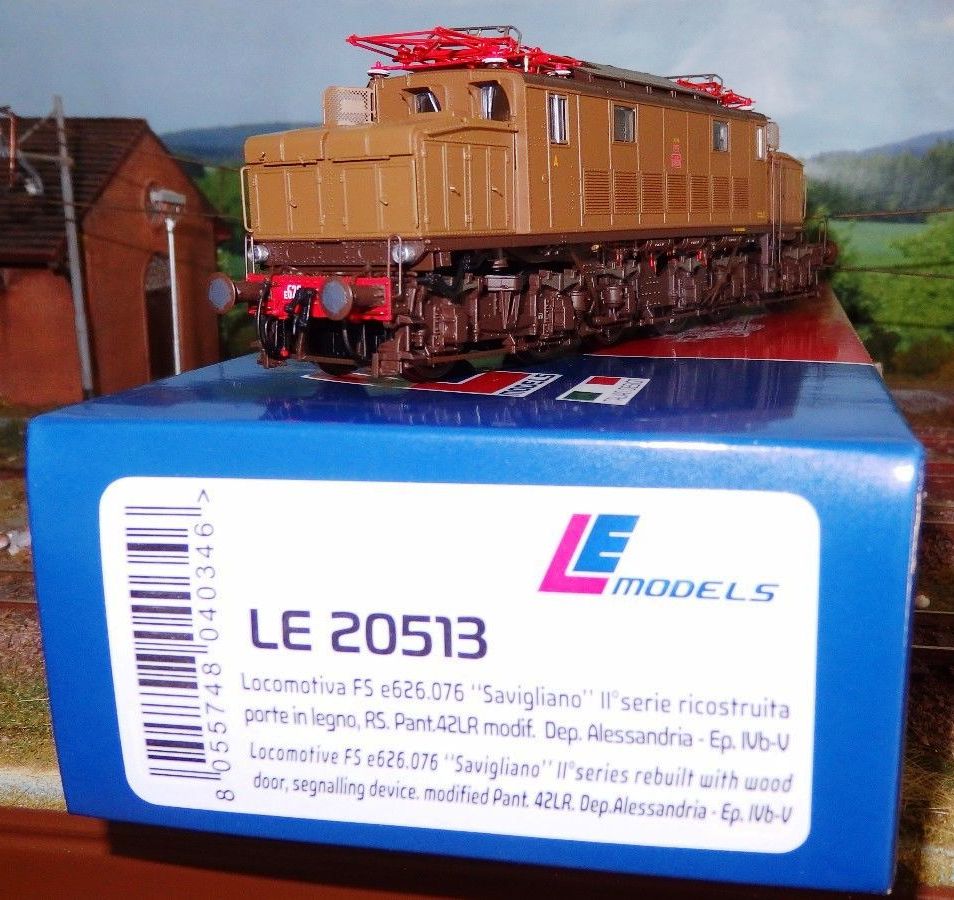 E626
MODELS
LE MODELS
LE 20513
Locomotiva FS e626.076 "Savigliano" II°serie ricostruita
porte in legno, RS. Pant.42LR modif. Dep. Alessandria - Ep. IVb-V
Locomotive FS e626.076 "Savigliano" II°series rebuilt with wood
door, segnalling device. modified Pant. 42LR. Dep.Alessandria - Ep. IVb-V
8 055748 040346 >
A